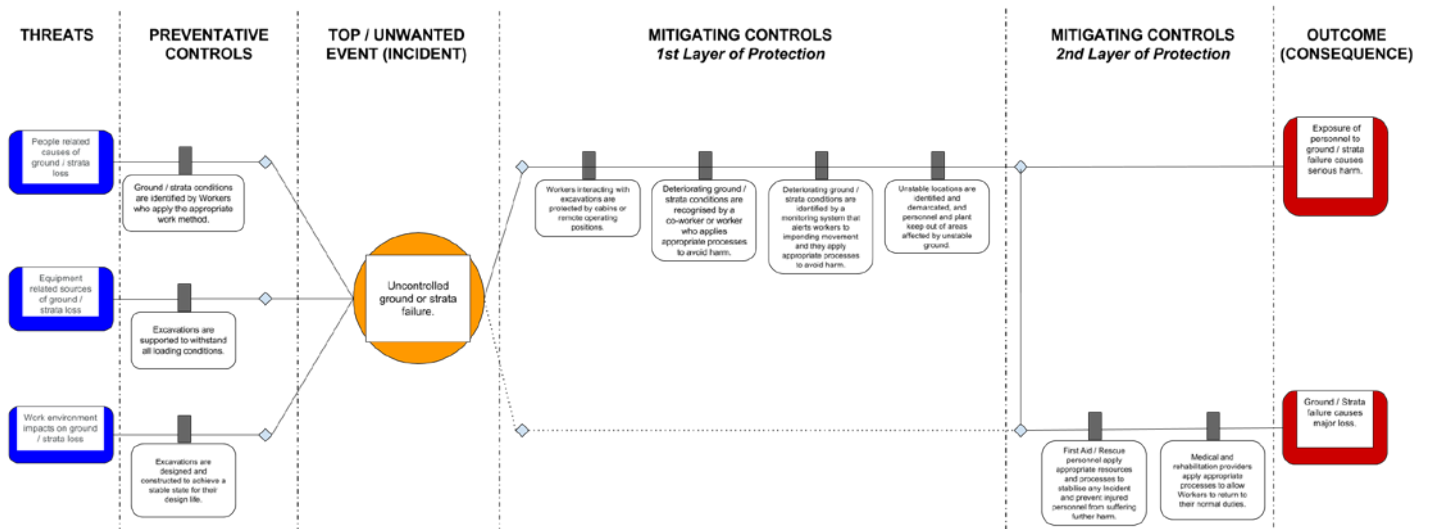 THREATS
PREVENTATIVE
CONTROLS
TOP / UNWANTED
EVENT (INCIDENT)
MITIGATING CONTROLS
1st Layer of Protection
MITIGATING CONTROLS
2nd Layer of Protection
OUTCOME
(CONSEQUENCE)
People related
causes of
ground / strata
loss
Ground / strata conditions
are identified by Workers
who apply the appropriate
work method.
Equipment
related sources
of ground /
strata loss
Excavations are
supported to withstand
all loading conditions.
Work environment
impacts on ground
/ strata loss
Excavations are
designed and
constructed to achieve a
stable state for their
design life.
Uncontrolled
ground or strata
failure.
Workers interacting with
excavations are
protected by cabins or
remote operating
positions.
Deteriorating ground /
strata conditions are
recognised by a
co-worker or worker
who applies
appropriate processes
to avoid harm.
Deteriorating ground /
strata conditions are
identified by a
monitoring system that
alerts workers to
impending movement
and they apply
appropriate processes
to avoid harm.
Unstable locations are
identified and
demarcated, and
personnel and plant
keep out of areas
affected by unstable
ground.
First Aid / Rescue
personnel apply
appropriate resources
and processes to
stabilise any Incident
and prevent injured
personnel from suffering
further harm.
Medical and
rehabilitation providers
apply appropriate
processes to allow
Workers to return to
their normal duties.
Exposure of
personnel to
ground / strata
failure causes
serious harm.
Ground / Strata
failure causes
major loss.